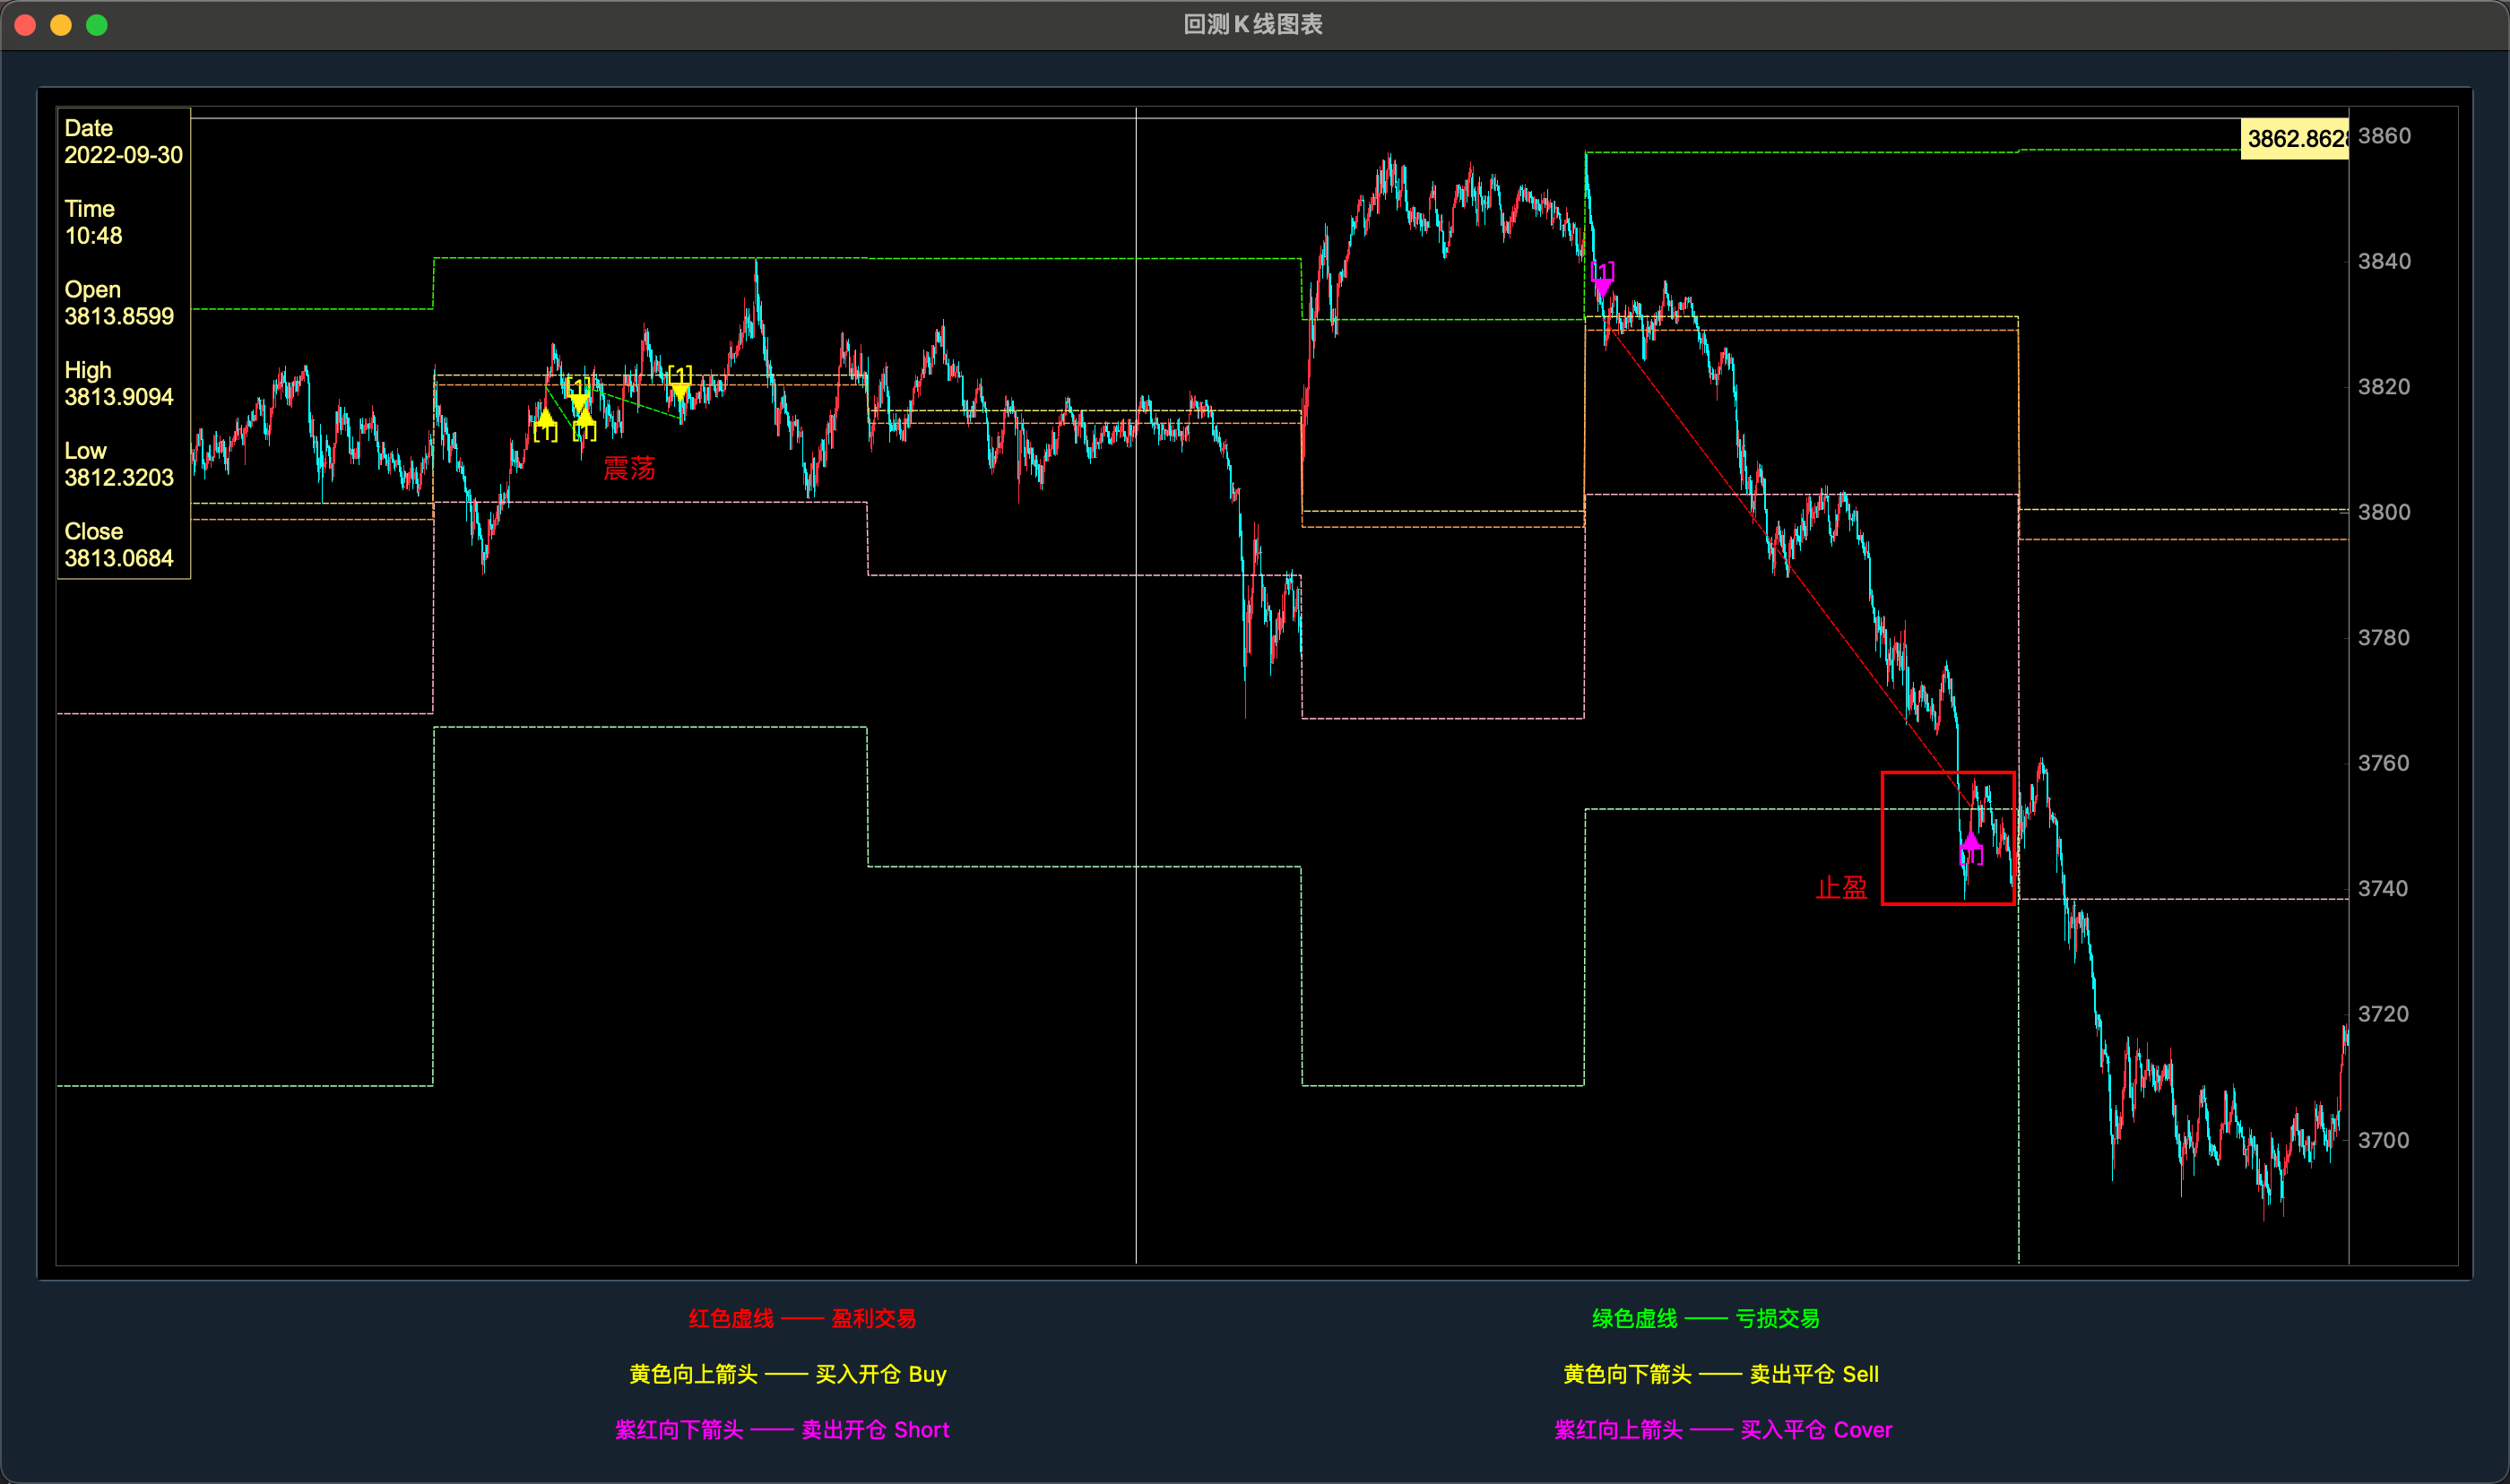 回测K线图表
Date
2022-09-30
Time
10:48
Open
3813.8599
High
3813.9094
Low
3812.3203
Close
3813.0684
3862.862
3860
3840
3820
3800
3780
3760
3740
3720
3700
[1]
[1]
[1]
[1]
[1]
[1]
震荡
止盈
红色虚线 —— 盈利交易
绿色虚线 —— 亏损交易
黄色向上箭头 —— 买入开仓 Buy
黄色向下箭头 —— 卖出平仓 Sell
紫红向下箭头 —— 卖出开仓 Short
紫红向上箭头 —— 买入平仓 Cover